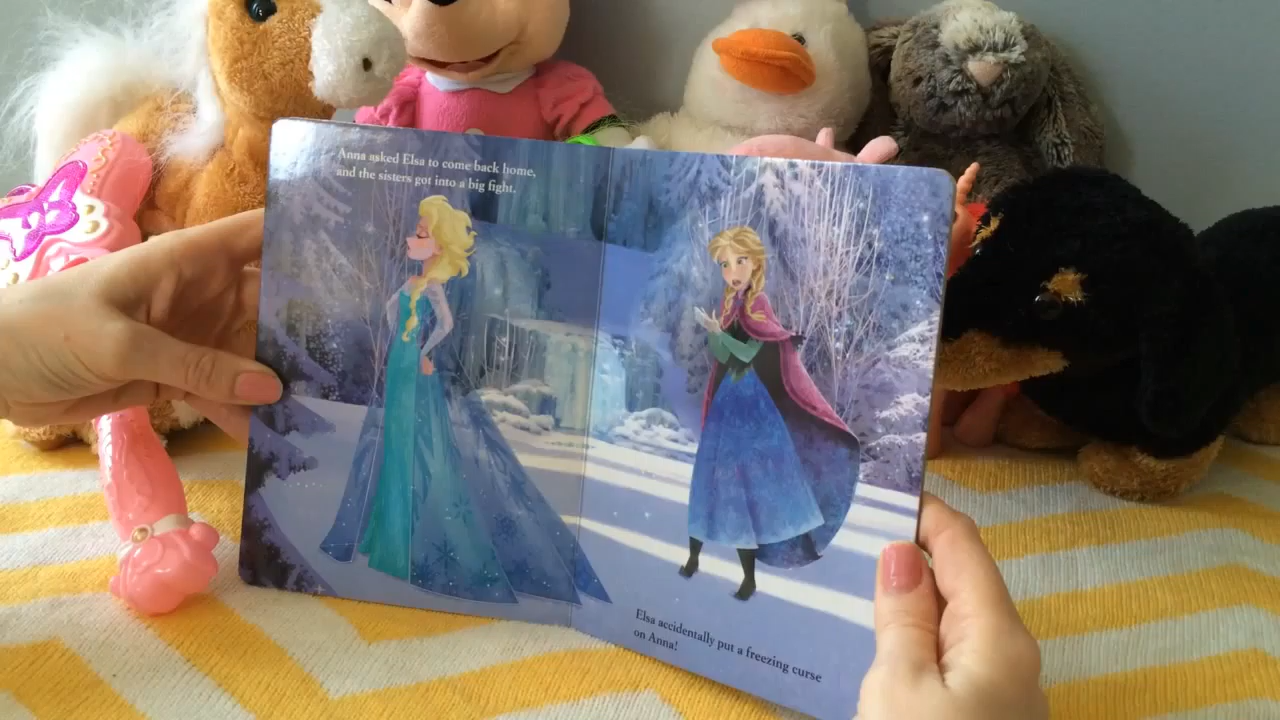 Anna asked Elsa to come back home,
and the sisters got into a big fight.
Elsa accidentally put a freezing curse
on Anna!